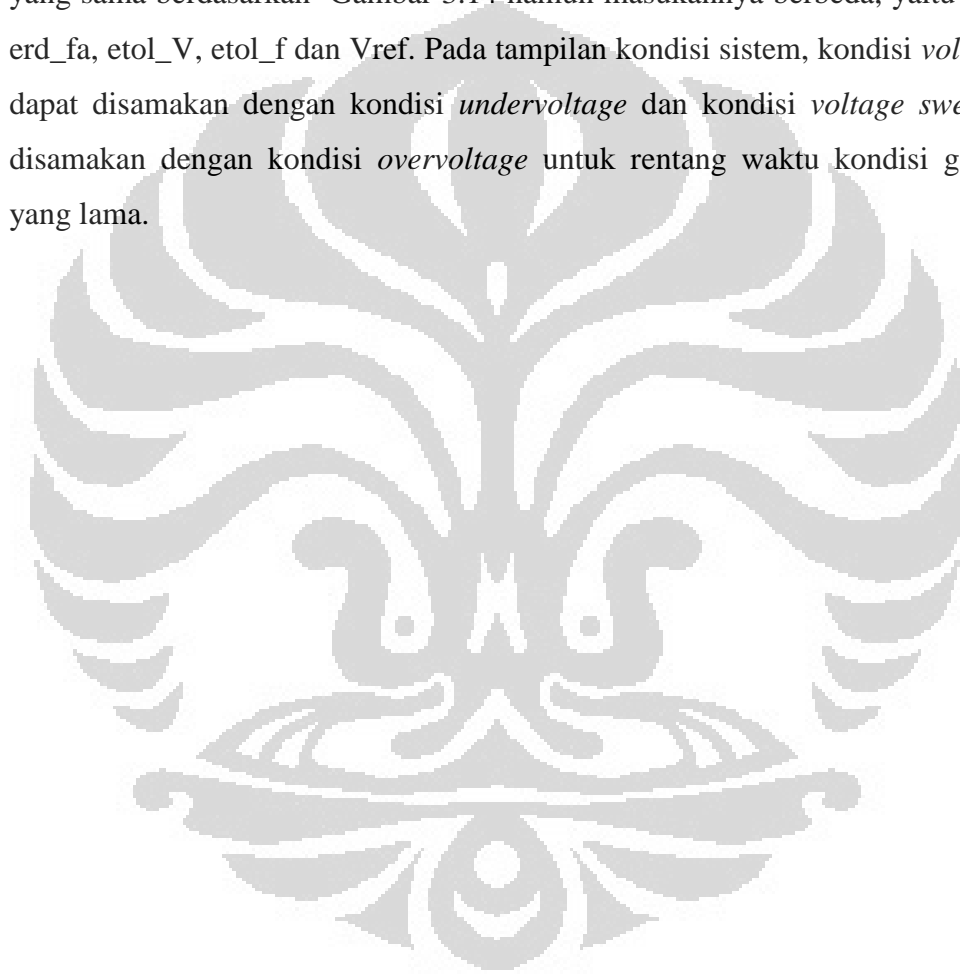 yang sama berdasarkan Gambar 3.14 namun masukannya berbeda, yaitu
erd_fa, etol_V, etol_f dan Vref. Pada tampilan kondisi sistem, kondisi
dapat disamakan dengan kondisi undervoltage dan kondisi voltage
disamakan dengan kondisi overvoltage untuk rentang waktu kondisi
yang lama.